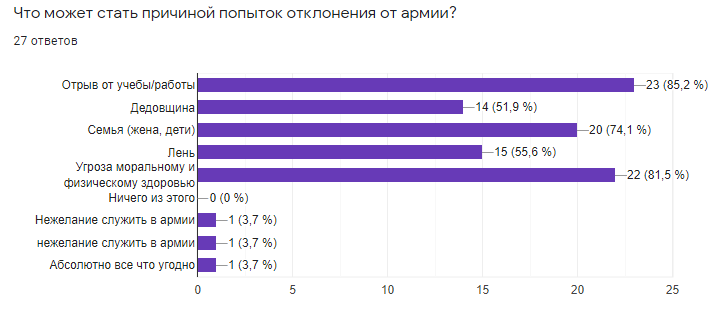 Что может стать причиной попыток отклонения от армии?
27 ответов
Отрыв от учебы/работы 23 (85,2 %)
Дедовщина 14 (51,9 %)
Семья (жена, дети) 20 (74,1 %)
Лень 15 (55,6 %)
Угроза моральному и
физическому здоровью 22 (81,5 %)
Ничего из этого 0 (0 %)
Нежелание служить в армии 1 (3,7 %)
нежелание служить в армии 1 (3,7 %)
Абсолютно все что угодно 1 (3,7 %)
0 5 10 15 20 25